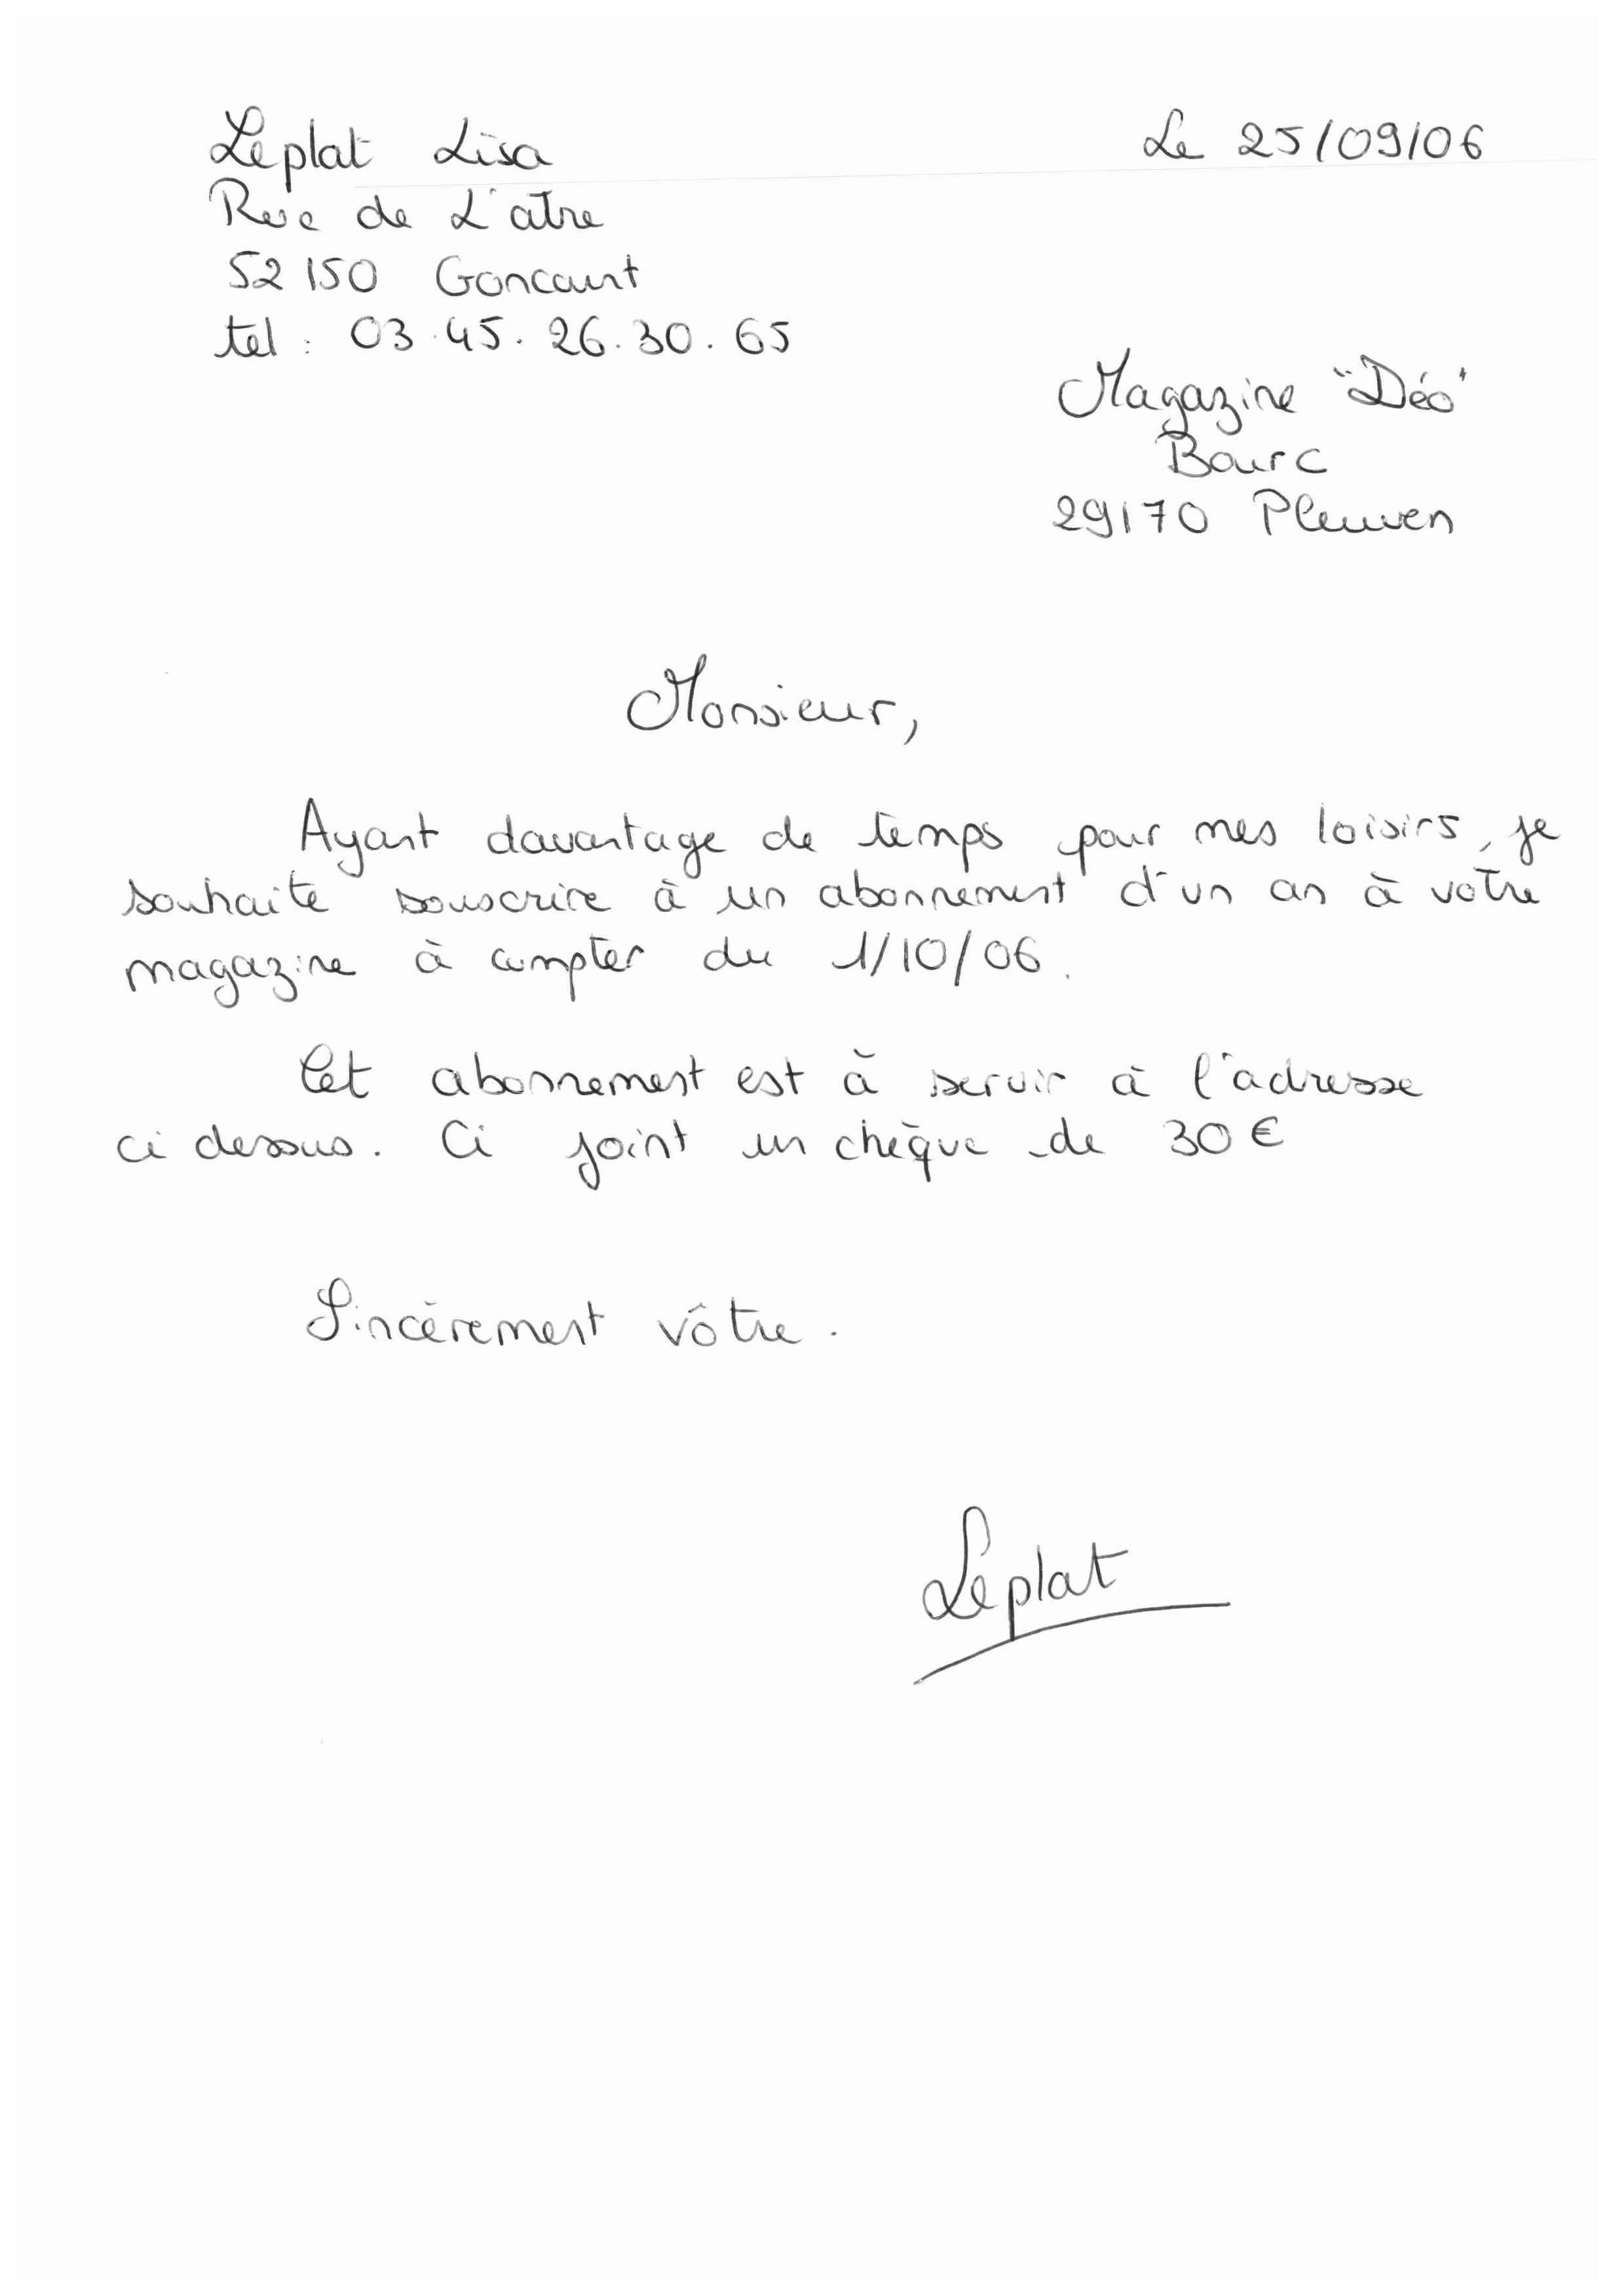 Leplat Lisa
Le 25/09/06
Rue de L'atre
52 150 Goncourt
tel : 03.45.26.30.65
Magazine "Déo"
Bourc
29170 Pleuven
Monsieur,
Ayant davantage de temps pour mes loisirs, je
souhaite souscrire à un abonnement d'un an à votre
magazine à compter du 1/10/06.
Cet abonnement est à servir à l'adresse
ci dessus. Ci joint un chèque de 30 €
Sincèrement vôtre.
Leplat